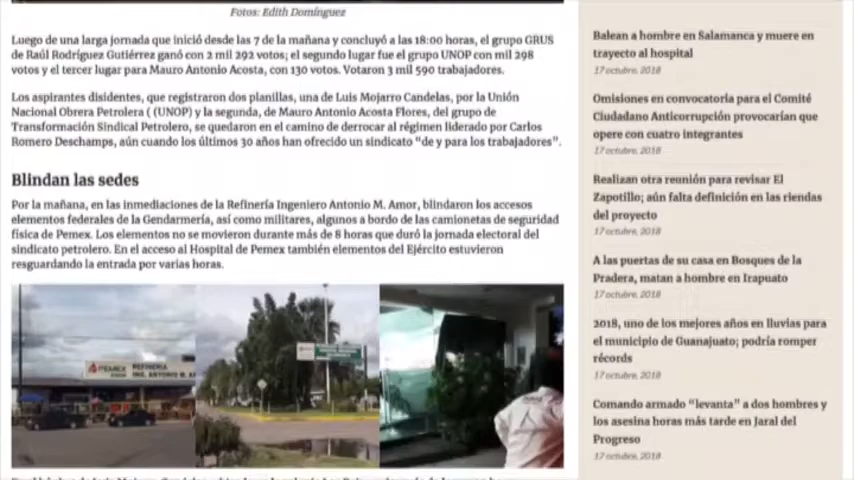 Fotos: Edith Domínguez
Luego de una larga jornada que inició desde las 7 de la mañana y concluyó a las 18:00 horas, el grupo GRUS
de Raúl Rodríguez Gutiérrez ganó con 2 mil 292 votos; el segundo lugar fue el grupo UNOP con mil 298
votos y el tercer lugar para Mauro Antonio Acosta, con 130 votos. Votaron 3 mil 590 trabajadores.
Los aspirantes disidentes, que registraron dos planillas, una de Luis Mojarro Candelas, por la Unión
Nacional Obrera Petrolera ( (UNOP) y la segunda, de Mauro Antonio Acosta Flores, del grupo de
Transformación Sindical Petrolero, se quedaron en el camino de derrocar al régimen liderado por Carlos
Romero Deschamps, aún cuando los últimos 30 años han ofrecido un sindicato “de y para los trabajadores”.
Blindan las sedes
Por la mañana, en las inmediaciones de la Refinería Ingeniero Antonio M. Amor, blindaron los accesos
elementos federales de la Gendarmería, así como militares, algunos a bordo de las camionetas de seguridad
física de Pemex. Los elementos no se movieron durante más de 8 horas que duró la jornada electoral del
sindicato petrolero. En el acceso al Hospital de Pemex también elementos del Ejército estuvieron
resguardando la entrada por varias horas.
PEMEX REFINERIA
ING. ANTONIO M. A
Balean a hombre en Salamanca y muere en
trayecto al hospital
17 octubre, 2018
Omisiones en convocatoria para el Comité
Ciudadano Anticorrupción provocarían que
opere con cuatro integrantes
17 octubre, 2018
Realizan otra reunión para revisar El
Zapotillo; aún falta definición en las riendas
del proyecto
17 octubre, 2018
A las puertas de su casa en Bosques de la
Pradera, matan a hombre en Irapuato
17 octubre, 2018
2018, uno de los mejores años en lluvias para
el municipio de Guanajuato; podría romper
récords
17 octubre, 2018
Comando armado “levanta” a dos hombres y
los asesina horas más tarde en Jaral del
Progreso
17 octubre, 2018